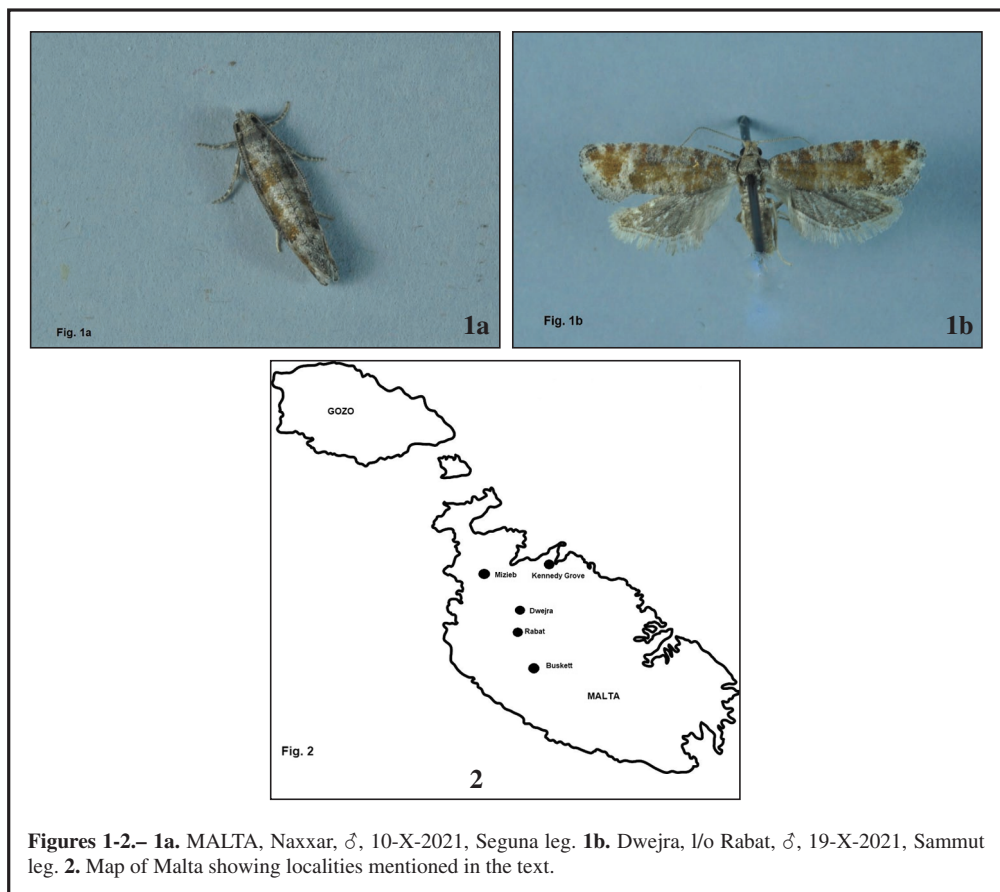 Fig. 1a
1a
Fig. 1b
1b
GOZO
Mizieb
Kennedy Grove
Dwejra
Rabat
Buskett
MALTA
Fig. 2
2
Figures 1-2.– 1a. MALTA, Naxxar, ♂, 10-X-2021, Seguna leg. 1b. Dwejra, l/o Rabat, ♂, 19-X-2021, Sammut
leg. 2. Map of Malta showing localities mentioned in the text.